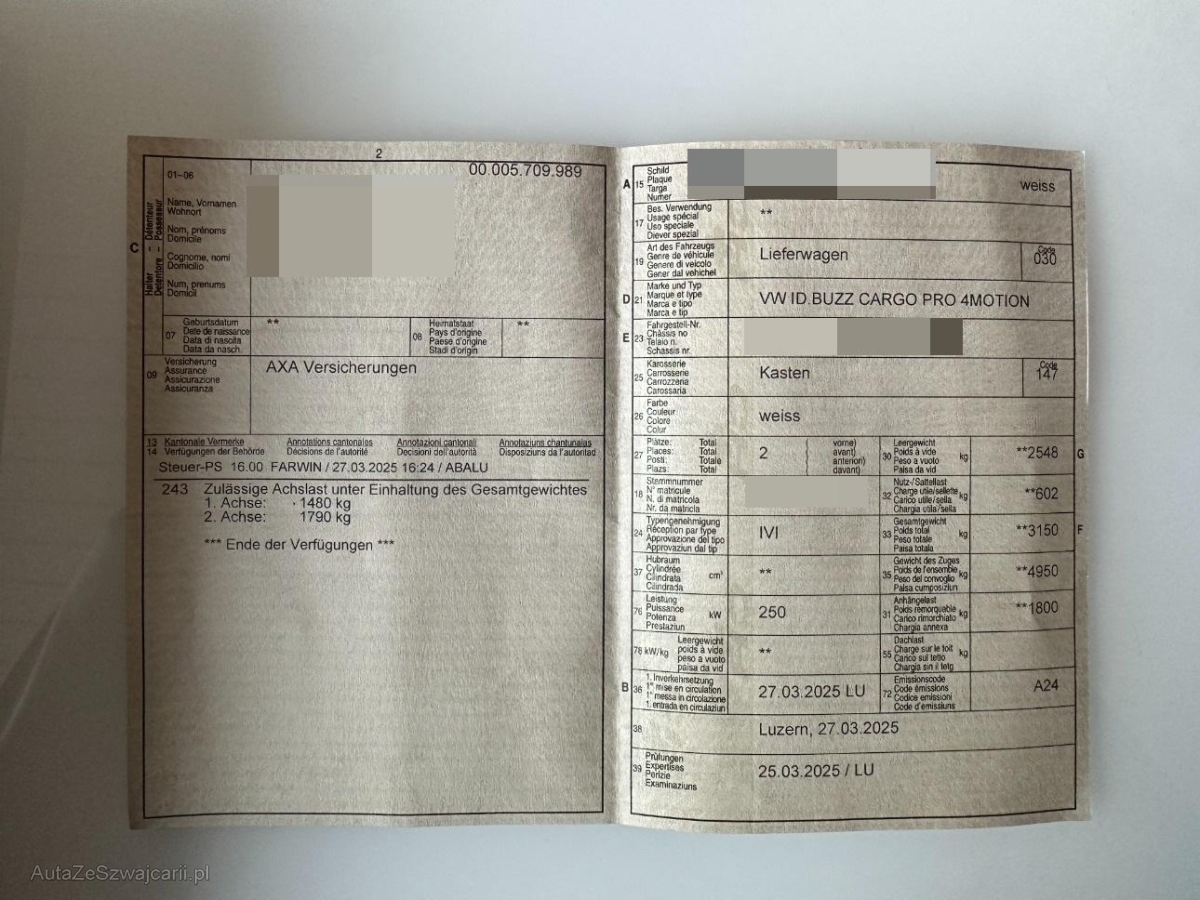 2
01–06
00.005.709.989
C
Halter – Détenteur
Detentore – Possessur
Name, Vornamen
Wohnort
Nom, prénoms
Domicile
Cognome, nomi
Domicilio
Num, prenums
Domicil
07
Geburtsdatum
Date de naissance
Data di nascita
Data da nasch.
**
08
Heimatstaat
Pays d'origine
Paese d'origine
Stadi d'origin
**
09
Versicherung
Assurance
Assicurazione
Assicuranza
AXA Versicherungen
13 Kantonale Vermerke Annotations cantonales Annotazioni cantonali Annotaziuns chantunalas
14 Verfügungen der Behörde Décisions de l'autorité Decisioni dell'autorità Disposiziuns da l'autoritad
Steuer-PS 16.00 FARWIN / 27.03.2025 16:24 / ABALU
243 Zulässige Achslast unter Einhaltung des Gesamtgewichtes
1. Achse: 1480 kg
2. Achse: 1790 kg
*** Ende der Verfügungen ***
A 15
Schild
Plaque
Targa
Numer
weiss
17
Bes. Verwendung
Usage spécial
Uso speciale
Diever spezial
**
19
Art des Fahrzeugs
Genre de véhicule
Genere di veicolo
Gener dal vehichel
Lieferwagen
Code
030
D 21
Marke und Typ
Marque et type
Marca e tipo
Marca e tip
VW ID.BUZZ CARGO PRO 4MOTION
E 23
Fahrgestell-Nr.
Châssis no
Telaio n.
Schassis nr.
25
Karosserie
Carrosserie
Carrozzeria
Carossaria
Kasten
Code
147
26
Farbe
Couleur
Colore
Colur
weiss
27
Plätze: Total
Places: Total
Posti: Totale
Plazs: Total
2
vorne)
avant)
anteriori)
davant)
30
Leergewicht
Poids à vide
Peso a vuoto
Paisa da vid
kg
**2548
G
18
Stammnummer
N° matricule
N. di matricola
Nr. da matricla
32
Nutz-/Sattellast
Charge utile/sellette
Carico utile/sella
Chargia utila/sella
kg
**602
24
Typengenehmigung
Réception par type
Approvazione del tipo
Approvaziun dal tip
IVI
33
Gesamtgewicht
Poids total
Peso totale
Paisa totala
kg
**3150
F
37
Hubraum
Cylindrée
Cilindrata
Cilindrada
cm³
**
35
Gewicht des Zuges
Poids de l'ensemble
Peso del convoglio
Paisa cumposiziun
kg
**4950
76
Leistung
Puissance
Potenza
Prestaziun
kW
250
31
Anhängelast
Poids remorquable
Carico rimorchiato
Chargia annexa
kg
**1800
78 kW/kg
Leergewicht
poids à vide
peso a vuoto
paisa da vid
**
55
Dachlast
Charge sur le toit
Carico sul tetto
Chargia sin il tetg
kg
B 36
1. Inverkehrsetzung
1re mise en circulation
1a messa in circolazione
1. entrada en circulaziun
27.03.2025 LU
72
Emissionscode
Code émissions
Codice emissioni
Code d'emissiuns
A24
38
Luzern, 27.03.2025
39
Prüfungen
Expertises
Perizie
Examinaziuns
25.03.2025 / LU
AutaZeSzwajcarii.pl